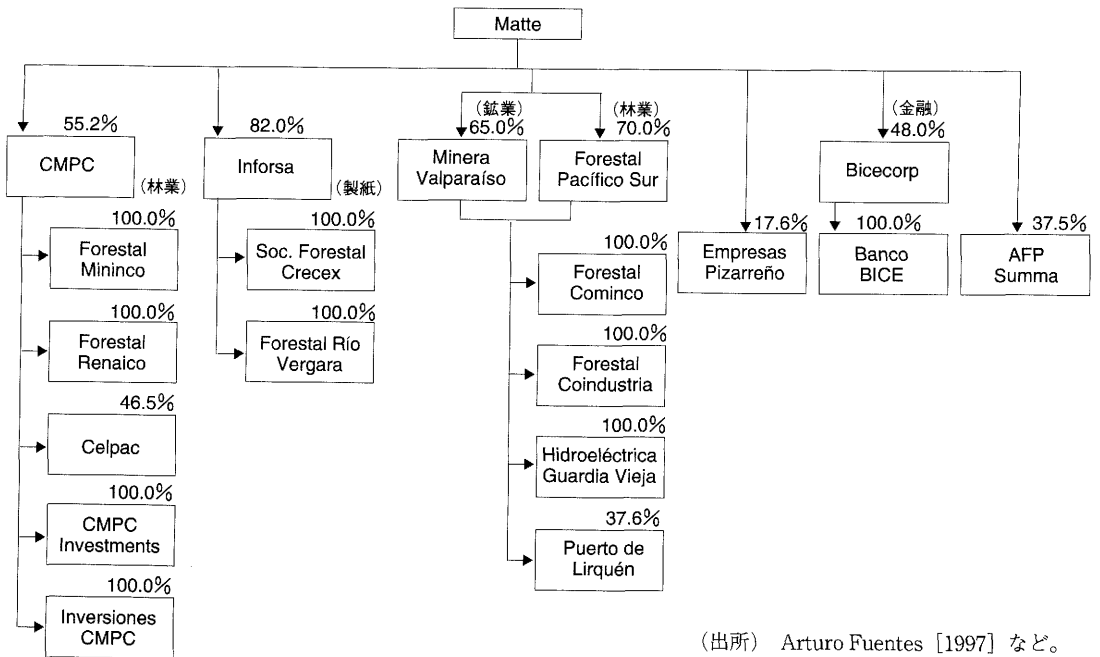 Matte
55.2%
CMPC
(林業)
100.0%
Forestal
Mininco
100.0%
Forestal
Renaico
46.5%
Celpac
100.0%
CMPC
Investments
100.0%
Inversiones
CMPC
82.0%
Inforsa
(製紙)
100.0%
Soc. Forestal
Crecex
100.0%
Forestal Río
Vergara
(鉱業)
65.0%
Minera
Valparaíso
(林業)
70.0%
Forestal
Pacífico Sur
100.0%
Forestal
Cominco
100.0%
Forestal
Coindustria
100.0%
Hidroeléctrica
Guardia Vieja
37.6%
Puerto de
Lirquén
17.6%
Empresas
Pizarreño
(金融)
48.0%
Bicecorp
100.0%
Banco
BICE
37.5%
AFP
Summa
(出所) Arturo Fuentes [1997] など。